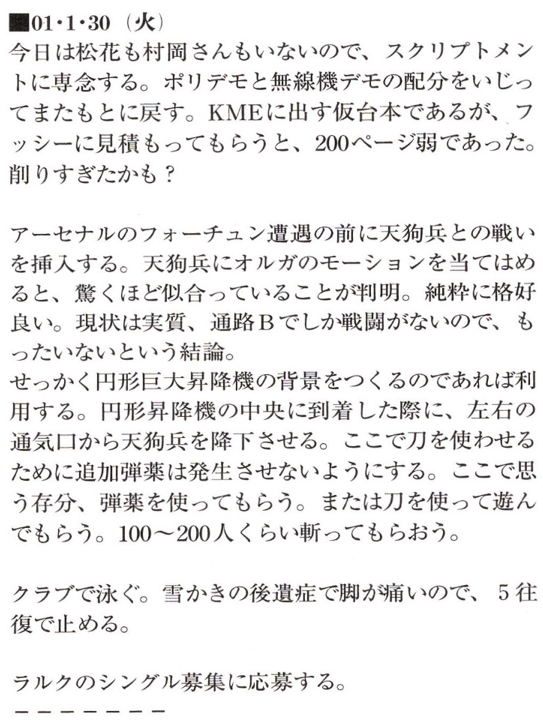 ■01・1・30（火）
今日は松花も村岡さんもいないので、スクリプトメン
トに専念する。ポリデモと無線機デモの配分をいじっ
てまたもとに戻す。KMEに出す仮台本であるが、フ
ッシーに見積もってもらうと、200ページ弱であった。
削りすぎたかも？
アーセナルのフォーチュン遭遇の前に天狗兵との戦い
を挿入する。天狗兵にオルガのモーションを当てはめ
ると、驚くほど似合っていることが判明。純粋に格好
良い。現状は実質、通路Bでしか戦闘がないので、も
ったいないという結論。
せっかく円形巨大昇降機の背景をつくるのであれば利
用する。円形昇降機の中央に到着した際に、左右の
通気口から天狗兵を降下させる。ここで刀を使わせる
ために追加弾薬は発生させないようにする。ここで思
う存分、弾薬を使ってもらう。または刀を使って遊ん
でもらう。100～200人くらい斬ってもらおう。
クラブで泳ぐ。雪かきの後遺症で脚が痛いので、5往
復で止める。
ラルクのシングル募集に応募する。
－－－－－－－